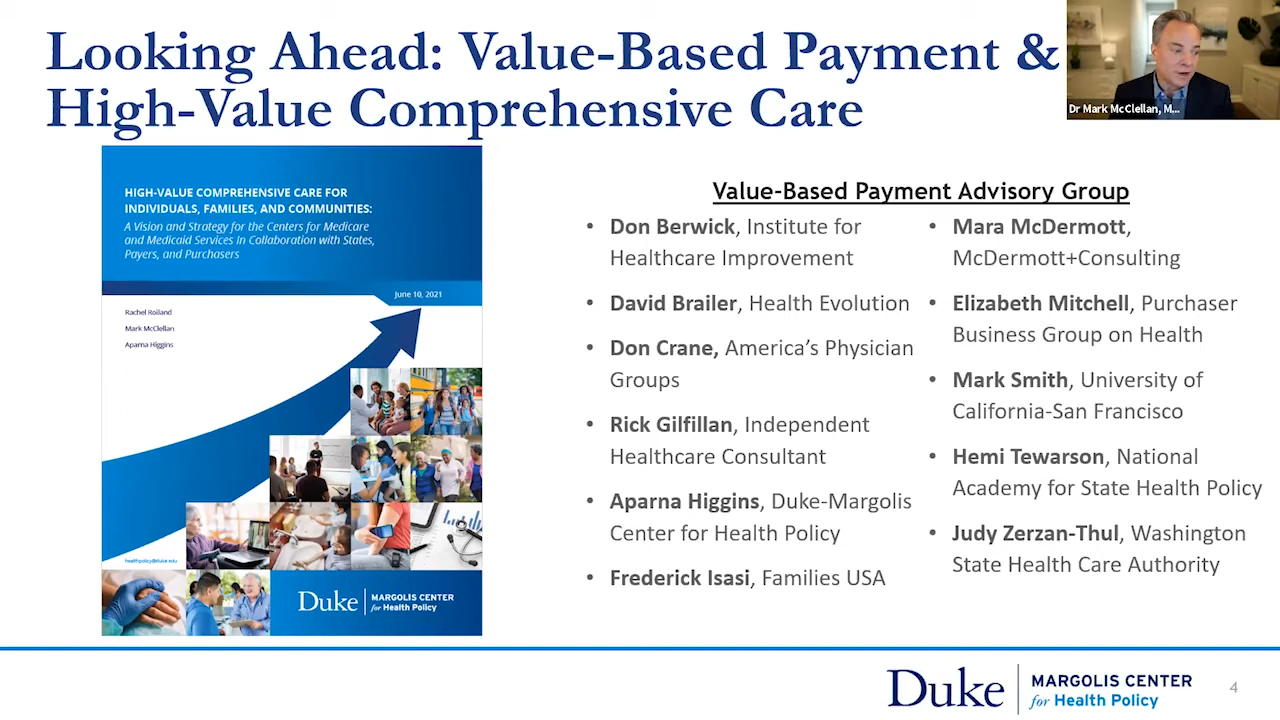 Looking Ahead: Value-Based Payment &
High-Value Comprehensive Care
Dr Mark McClellan, M...
HIGH-VALUE COMPREHENSIVE CARE FOR
INDIVIDUALS, FAMILIES, AND COMMUNITIES:
A Vision and Strategy for the Centers for Medicare
and Medicaid Services in Collaboration with States,
Payers, and Purchasers
June 10, 2021
Rachel Roiland
Mark McClellan
Aparna Higgins
healthpolicy@duke.edu
Duke MARGOLIS CENTER
for Health Policy
Value-Based Payment Advisory Group
• Don Berwick, Institute for
Healthcare Improvement
• David Brailer, Health Evolution
• Don Crane, America's Physician
Groups
• Rick Gilfillan, Independent
Healthcare Consultant
• Aparna Higgins, Duke-Margolis
Center for Health Policy
• Frederick Isasi, Families USA
• Mara McDermott,
McDermott+Consulting
• Elizabeth Mitchell, Purchaser
Business Group on Health
• Mark Smith, University of
California-San Francisco
• Hemi Tewarson, National
Academy for State Health Policy
• Judy Zerzan-Thul, Washington
State Health Care Authority
Duke MARGOLIS CENTER
for Health Policy
4